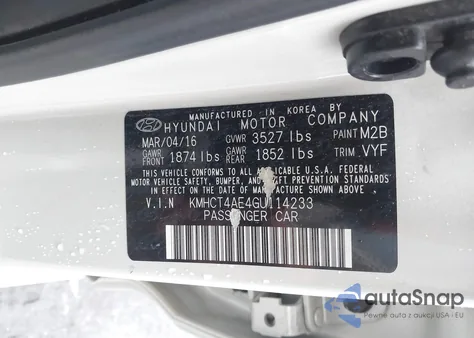 MANUFACTURED IN KOREA BY
HYUNDAI MOTOR COMPANY
MAR/04/16 GVWR 3527 lbs PAINT M2B
GAWR FRONT 1874 lbs GAWR REAR 1852 lbs TRIM VYF
THIS VEHICLE CONFORMS TO ALL APPLICABLE U.S.A. FEDERAL
MOTOR VEHICLE SAFETY, BUMPER, AND THEFT PREVENTION STANDARDS
IN EFFECT ON THE DATE OF MANUFACTURE SHOWN ABOVE.
V.I.N KMHCT4AE4GU114233
PASSENGER CAR
autoSnap
Pewne auta z aukcji USA i EU